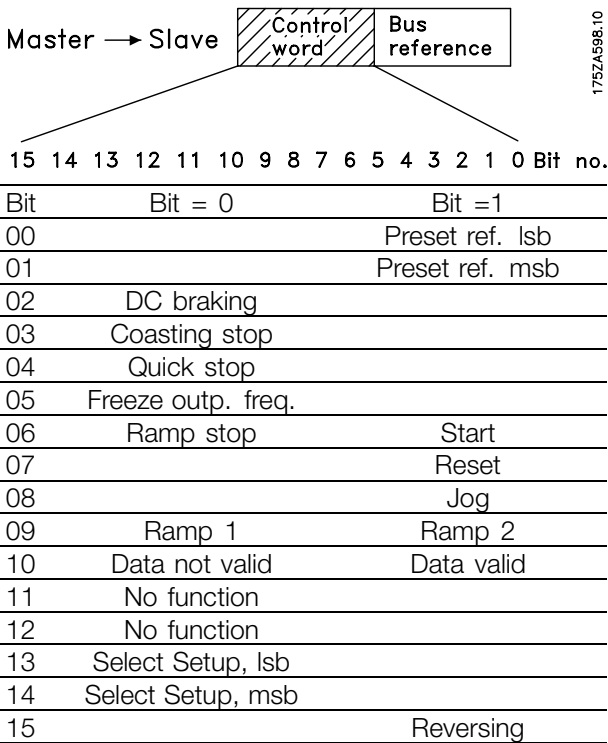 Master → Slave
Control word
Bus reference
175ZA598.10
15 14 13 12 11 10 9 8 7 6 5 4 3 2 1 0 Bit no.
Bit Bit = 0 Bit =1
00 Preset ref. lsb
01 Preset ref. msb
02 DC braking
03 Coasting stop
04 Quick stop
05 Freeze outp. freq.
06 Ramp stop Start
07 Reset
08 Jog
09 Ramp 1 Ramp 2
10 Data not valid Data valid
11 No function
12 No function
13 Select Setup, lsb
14 Select Setup, msb
15 Reversing